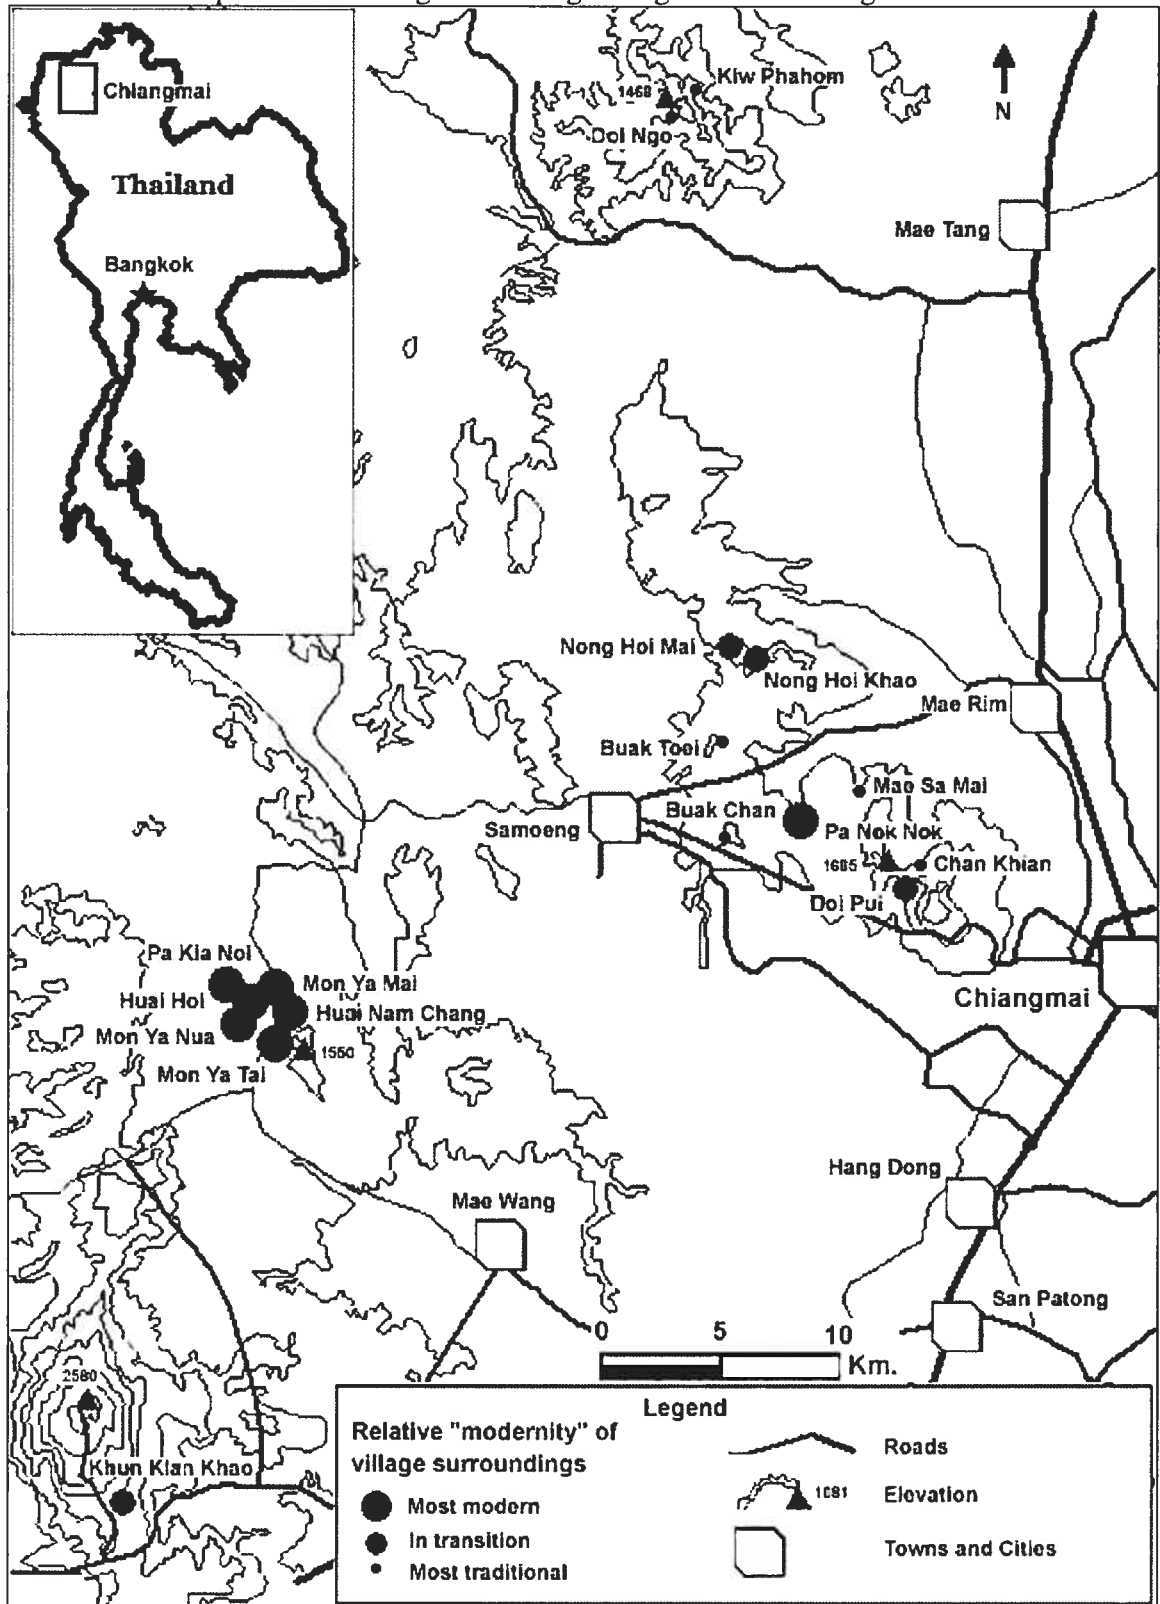 Chiangmai
Thailand
Bangkok
1468
Kiw Phahom
Doi Ngo
N
Mae Tang
Nong Hoi Mai
Nong Hoi Khao
Mae Rim
Buak Toei
Mae Sa Mai
Buak Chan
Samoeng
Pa Nok Nok
1685
Chan Khian
Doi Pui
Pa Kia Noi
Mon Ya Mai
Huai Hoi
Huai Nam Chang
Chiangmai
Mon Ya Nua
1550
Mon Ya Tai
Hang Dong
Mae Wang
San Patong
0 5 10
Km.
2580
Khun Klan Khao
Legend
Relative "modernity" of
village surroundings
Most modern
In transition
Most traditional
Roads
1081
Elevation
Towns and Cities